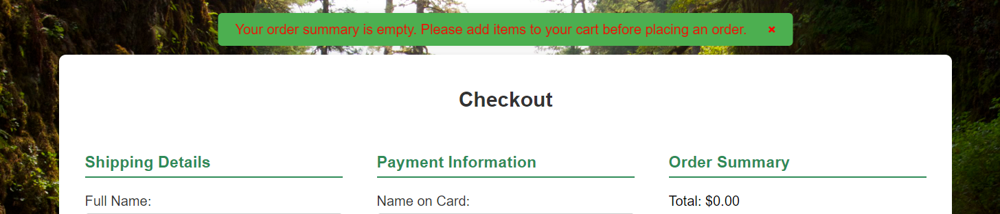 Your order summary is empty. Please add items to your cart before placing an order. ×
Checkout
Shipping Details
Payment Information
Order Summary
Full Name:
Name on Card:
Total: $0.00